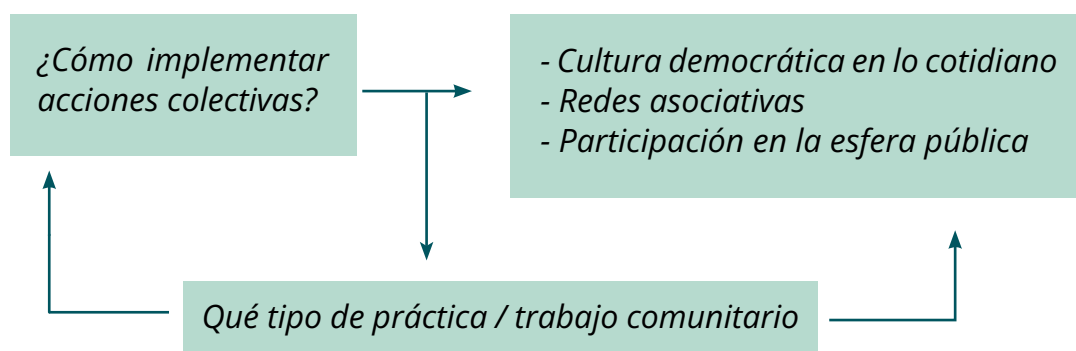 ¿Cómo implementar
acciones colectivas?
- Cultura democrática en lo cotidiano
- Redes asociativas
- Participación en la esfera pública
Qué tipo de práctica / trabajo comunitario